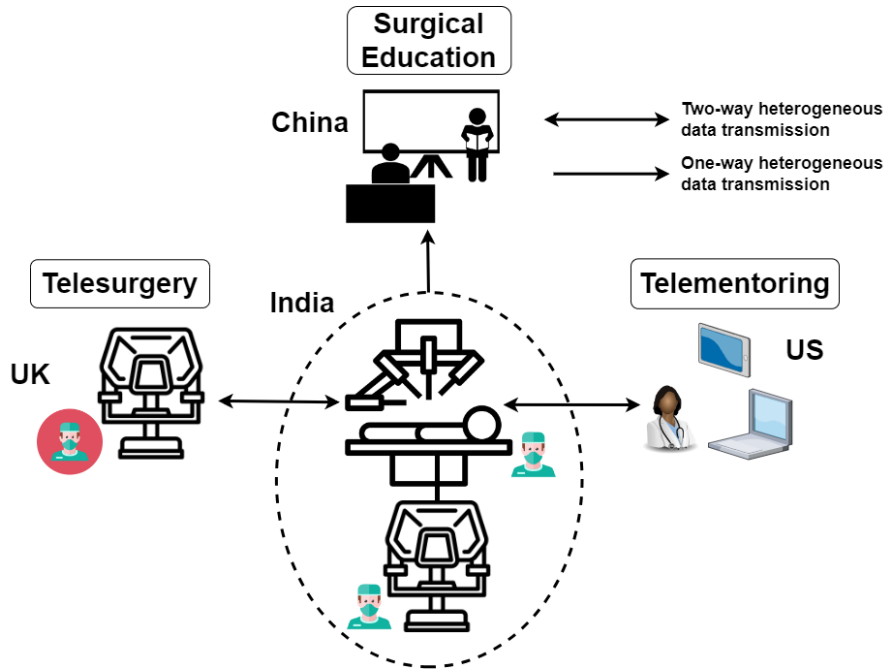 Surgical
Education
China
Two-way heterogeneous
data transmission
One-way heterogeneous
data transmission
Telesurgery
India
Telementoring
UK
US